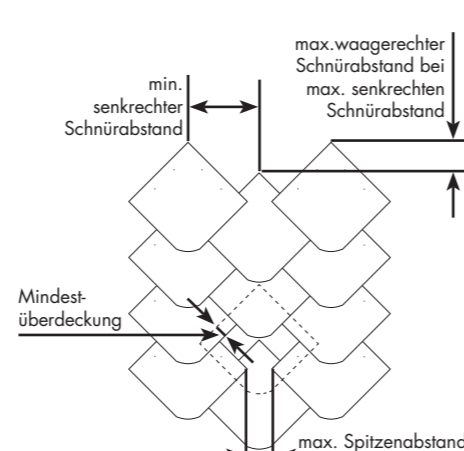 max.waagerechter
Schnürabstand bei
max. senkrechten
Schnürabstand
min.
senkrechter
Schnürabstand
Mindest-
überdeckung
max. Spitzenabstand